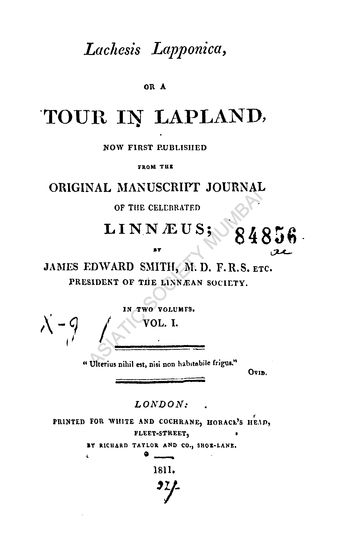 Lachesis Lapponica,
OR A
TOUR IN LAPLAND,
NOW FIRST PUBLISHED
FROM THE
ORIGINAL MANUSCRIPT JOURNAL
OF THE CELEBRATED
LINNÆUS;
84856
BY
JAMES EDWARD SMITH, M.D. F.R.S. ETC.
PRESIDENT OF THE LINNÆAN SOCIETY.
IN TWO VOLUMES.
VOL. I.
X-9
"Ulterius nihil est, nisi non habitabile frigus."
OVID.
LONDON:
PRINTED FOR WHITE AND COCHRANE, HORACE'S HEAD,
FLEET-STREET,
BY RICHARD TAYLOR AND CO., SHOE-LANE.
1811.
ASIATIC SOCIETY MUMBAI